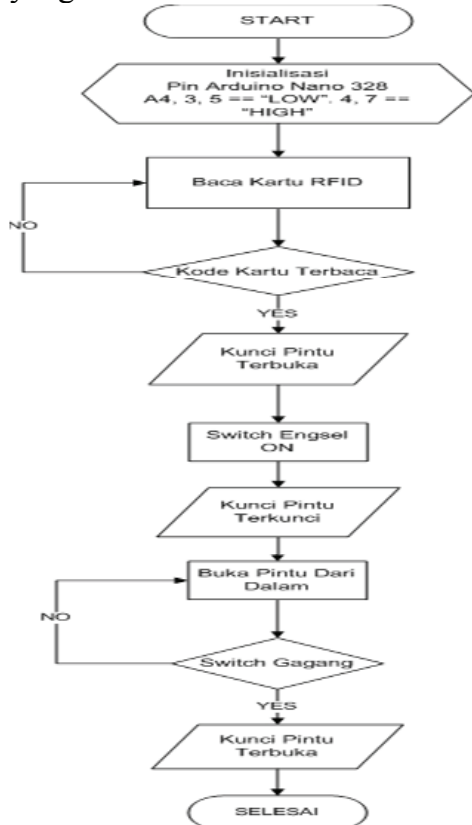 START
Inisialisasi
Pin Arduino Nano 328
A4, 3, 5 == "LOW". 4, 7 ==
"HIGH"
Baca Kartu RFID
NO
Kode Kartu Terbaca
YES
Kunci Pintu
Terbuka
Switch Engsel
ON
Kunci Pintu
Terkunci
Buka Pintu Dari
Dalam
NO
Switch Gagang
YES
Kunci Pintu
Terbuka
SELESAI